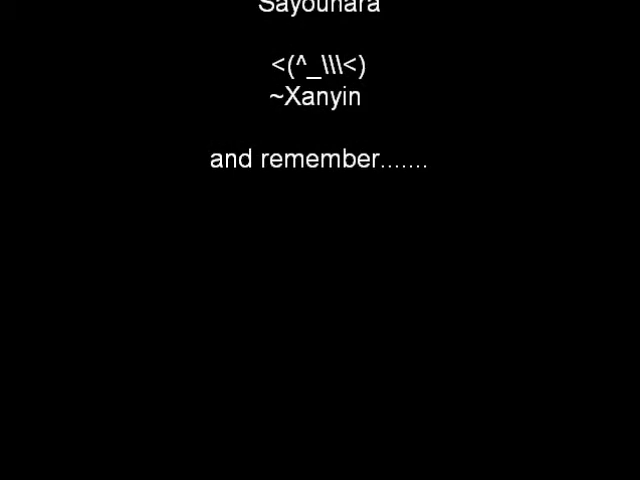 Sayounara
<(^_\\\<)
~Xanyin
and remember.......